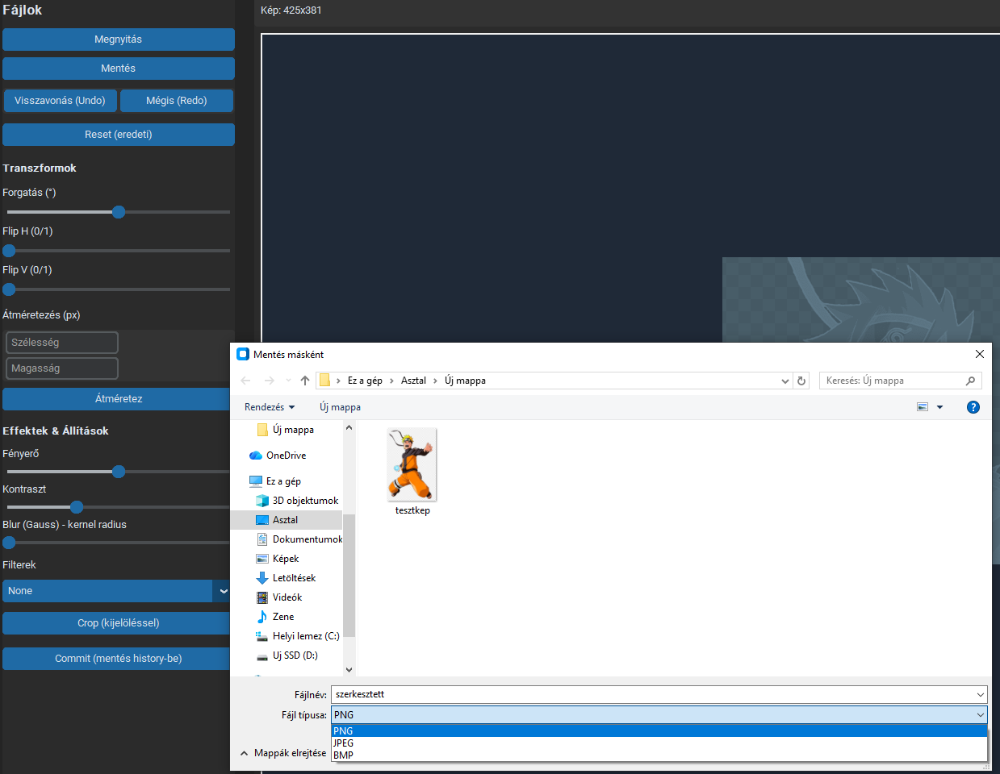 Fájlok
Megnyitás
Mentés
Visszavonás (Undo)
Mégis (Redo)
Reset (eredeti)
Transzformok
Forgatás (°)
Flip H (0/1)
Flip V (0/1)
Átméretezés (px)
Szélesség
Magasság
Átméretez
Effektek & Állítások
Fényerő
Kontraszt
Blur (Gauss) - kernel radius
Filterek
None
Crop (kijelöléssel)
Commit (mentés history-be)
Kép: 425x381
Mentés másként
Ez a gép › Asztal › Új mappa
Keresés: Új mappa
Rendezés
Új mappa
Új mappa
OneDrive
Ez a gép
3D objektumok
Asztal
Dokumentumok
Képek
Letöltések
Videók
Zene
Helyi lemez (C:)
Uj SSD (D:)
tesztkep
Fájlnév: szerkesztett
Fájl típusa: PNG
PNG
JPEG
BMP
Mappák elrejtése